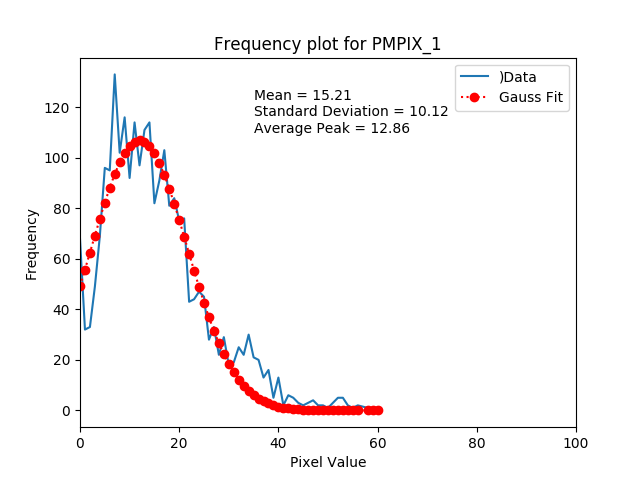 Frequency plot for PMPIX_1
)Data
Gauss Fit
Mean = 15.21
Standard Deviation = 10.12
Average Peak = 12.86
Frequency
120
100
80
60
40
20
0
0 20 40 60 80 100
Pixel Value